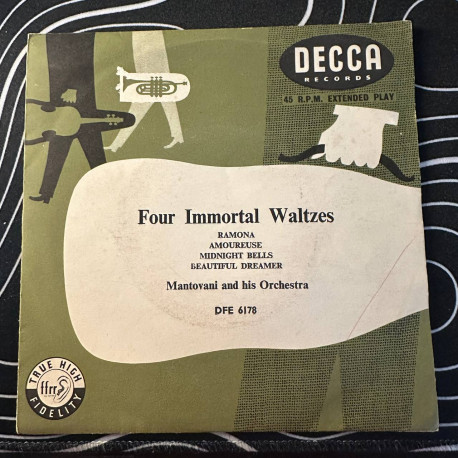 DECCA
RECORDS
45 R.P.M. EXTENDED PLAY
Four Immortal Waltzes
RAMONA
AMOUREUSE
MIDNIGHT BELLS
BEAUTIFUL DREAMER
Mantovani and his Orchestra
DFE 6178
TRUE HIGH
ffrr
FIDELITY